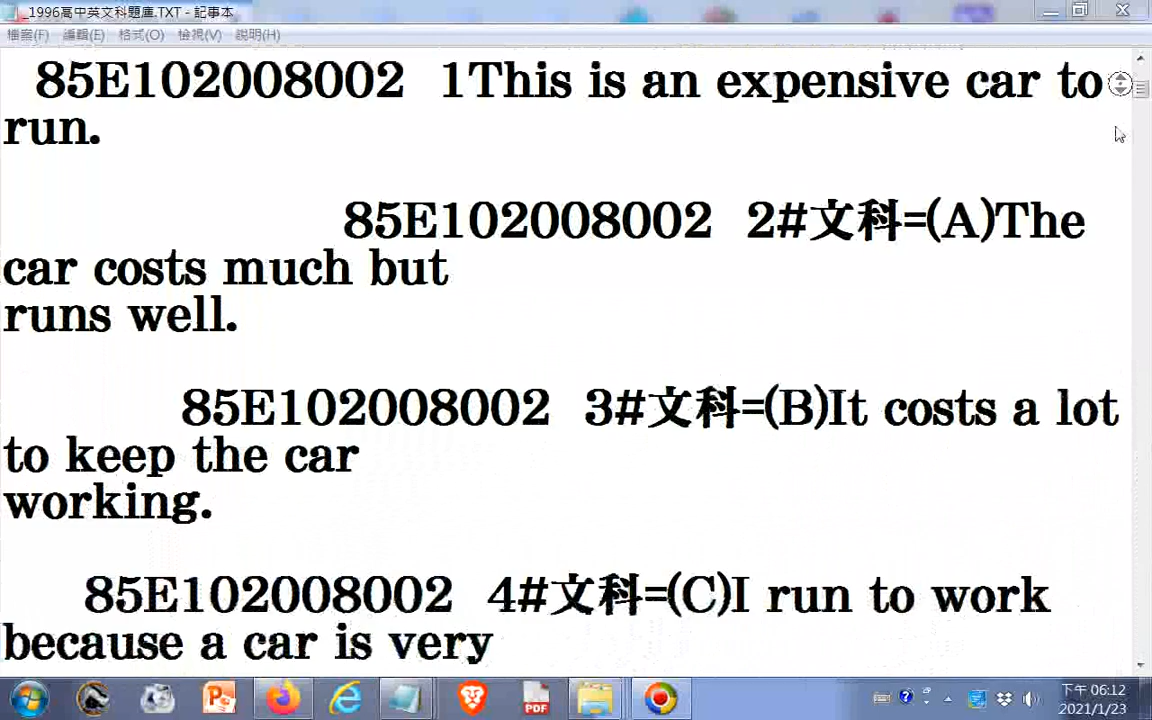 _1996高中英文科題庫.TXT - 記事本
檔案(F) 編輯(E) 格式(O) 檢視(V) 說明(H)
85E102008002 1This is an expensive car to
run.
85E102008002 2#文科=(A)The
car costs much but
runs well.
85E102008002 3#文科=(B)It costs a lot
to keep the car
working.
85E102008002 4#文科=(C)I run to work
because a car is very
PDF
下午 06:12
2021/1/23